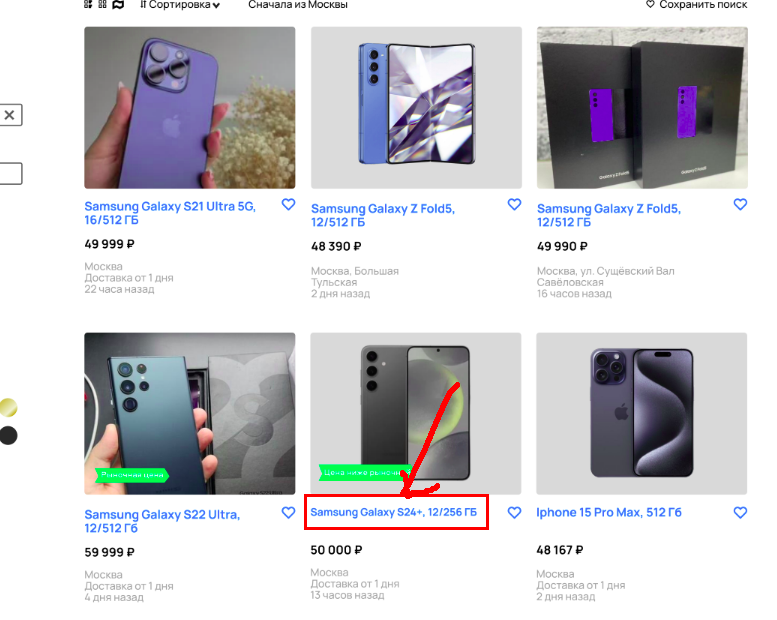 Сортировка
Сначала из Москвы
Сохранить поиск
Samsung Galaxy S21 Ultra 5G,
16/512 ГБ
49 999 ₽
Москва
Доставка от 1 дня
22 часа назад
Samsung Galaxy Z Fold5,
12/512 ГБ
48 390 ₽
Москва, Большая
Тульская
2 дня назад
Samsung Galaxy Z Fold5,
12/512 ГБ
49 990 ₽
Москва, ул. Сущёвский Вал
Савёловская
16 часов назад
Рыночная цена
Samsung Galaxy S22 Ultra,
12/512 Гб
59 999 ₽
Москва
Доставка от 1 дня
4 дня назад
Цена ниже
Samsung Galaxy S24+, 12/256 ГБ
50 000 ₽
Москва
Доставка от 1 дня
13 часов назад
Iphone 15 Pro Max, 512 Гб
48 167 ₽
Москва
Доставка от 1 дня
2 дня назад